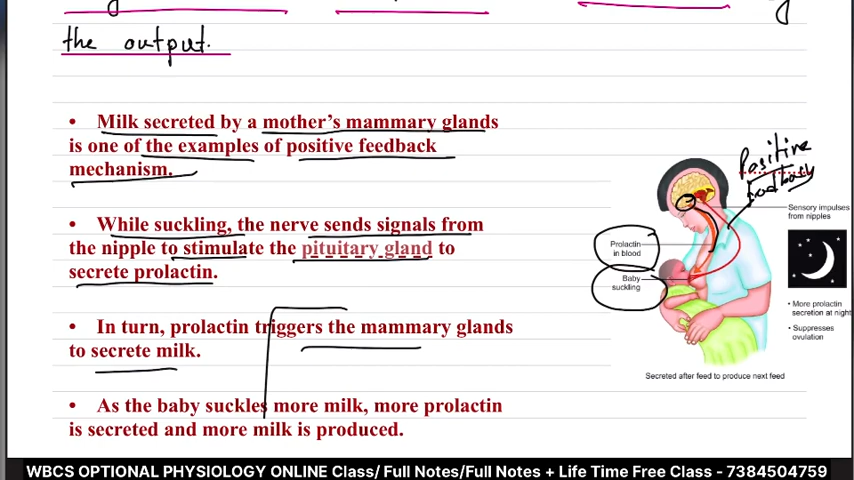 the output.
• Milk secreted by a mother's mammary glands
is one of the examples of positive feedback
mechanism.
• While suckling, the nerve sends signals from
the nipple to stimulate the pituitary gland to
secrete prolactin.
• In turn, prolactin triggers the mammary glands
to secrete milk.
• As the baby suckles more milk, more prolactin
is secreted and more milk is produced.
Positive
feedback
Sensory impulses
from nipples
Prolactin
in blood
Baby
suckling
• More prolactin
secretion at night
• Suppresses
ovulation
Secreted after feed to produce next feed
WBCS OPTIONAL PHYSIOLOGY ONLINE Class/ Full Notes/Full Notes + Life Time Free Class - 7384504759